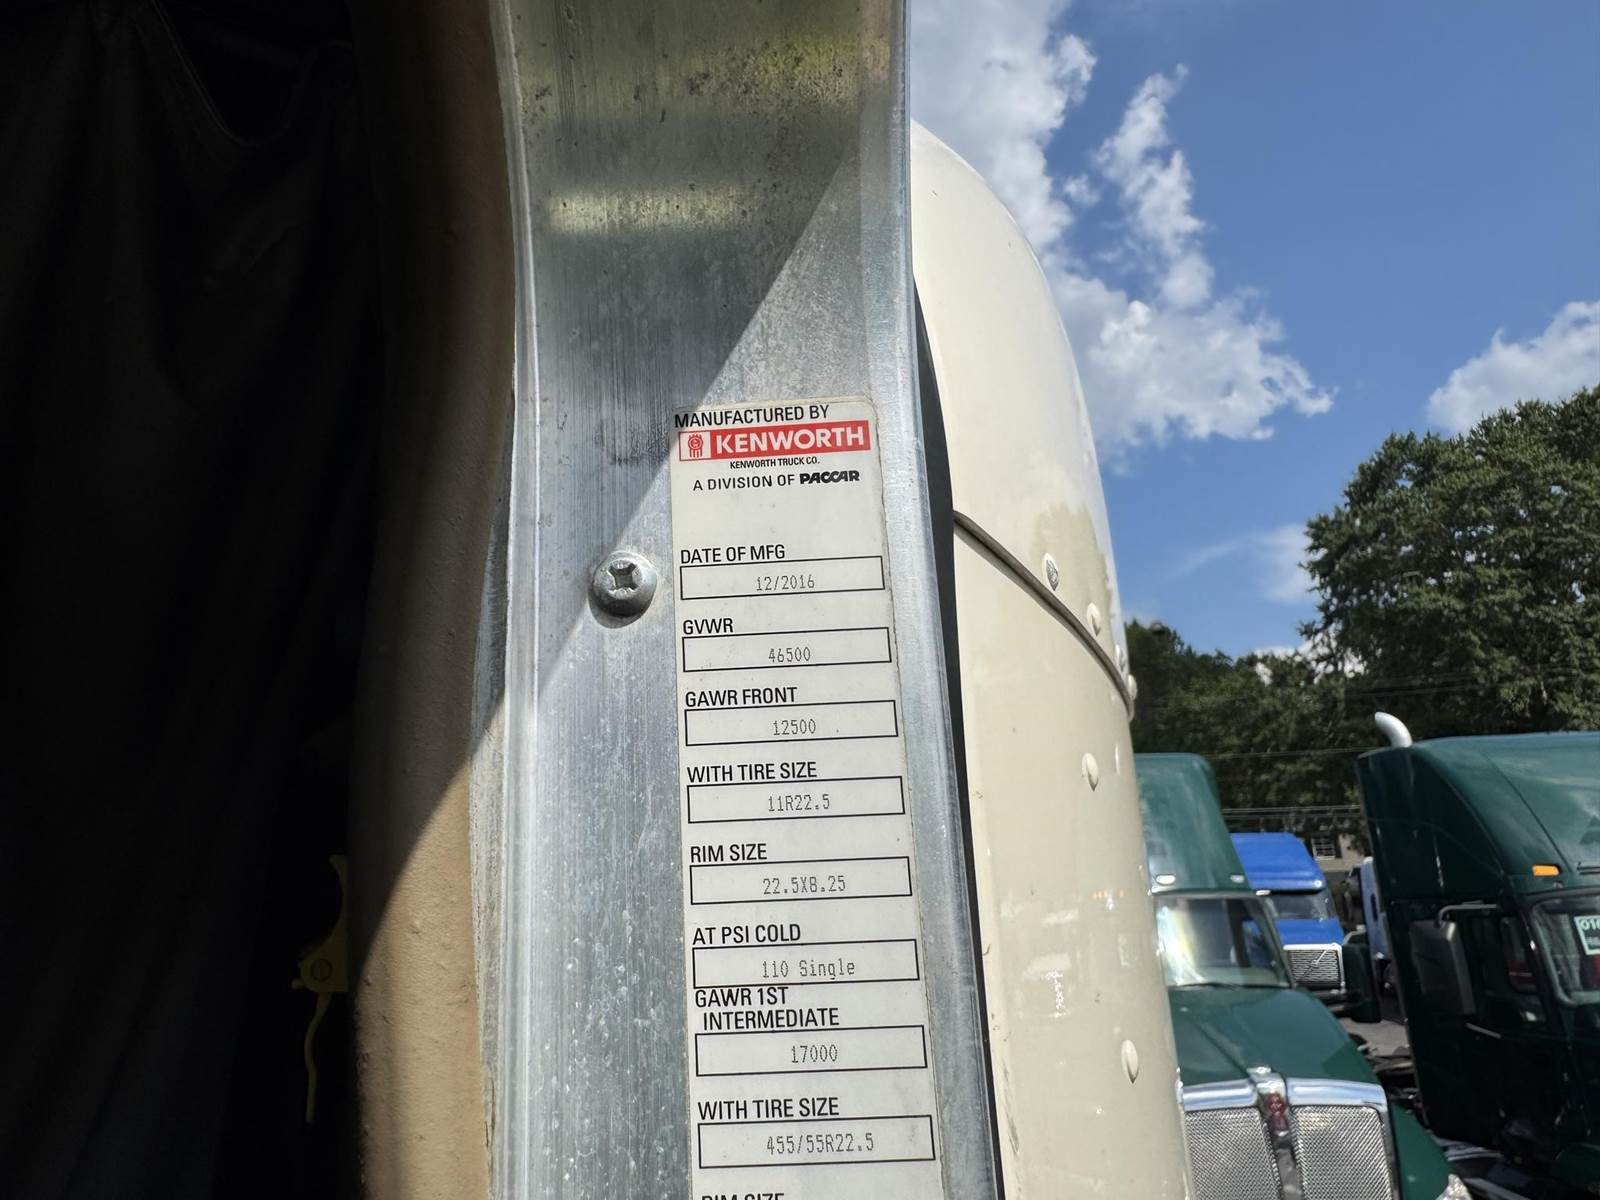 MANUFACTURED BY
KENWORTH
KENWORTH TRUCK CO.
A DIVISION OF PACCAR
DATE OF MFG
12/2016
GVWR
46500
GAWR FRONT
12500
WITH TIRE SIZE
11R22.5
RIM SIZE
22.5X8.25
AT PSI COLD
110 Single
GAWR 1ST
INTERMEDIATE
17000
WITH TIRE SIZE
455/55R22.5
RIM SIZE